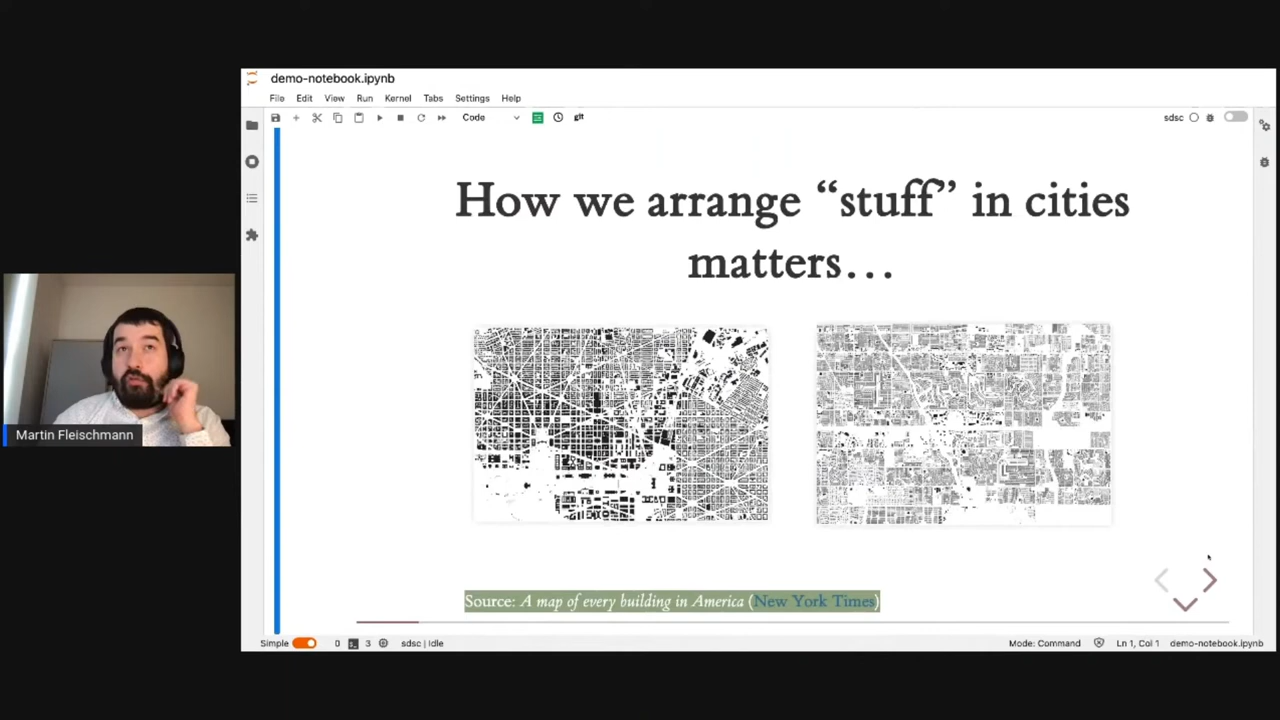 demo-notebook.ipynb
File Edit View Run Kernel Tabs Settings Help
Code
git
sdsc
How we arrange “stuff” in cities
matters…
Martin Fleischmann
Source: A map of every building in America (New York Times)
Simple 0 3 sdsc | Idle
Mode: Command Ln 1, Col 1 demo-notebook.ipynb